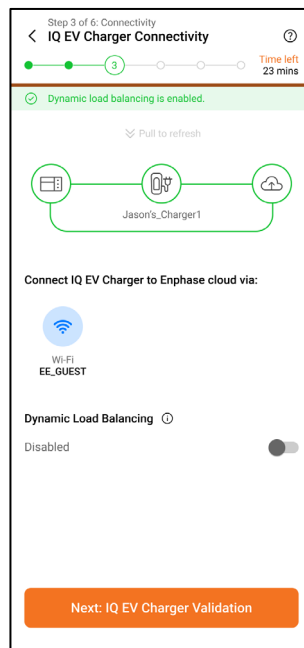 Step 3 of 6: Connectivity
IQ EV Charger Connectivity
3
Time left
23 mins
Dynamic load balancing is enabled.
Pull to refresh
Jason's_Charger1
Connect IQ EV Charger to Enphase cloud via:
Wi-Fi
EE_GUEST
Dynamic Load Balancing
Disabled
Next: IQ EV Charger Validation